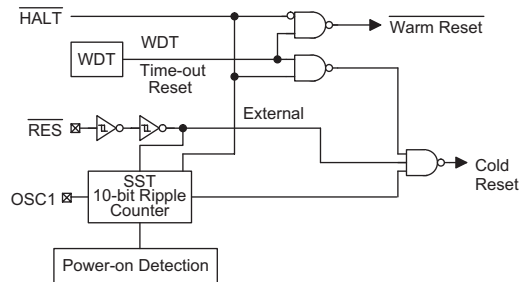 HALT
WDT
WDT
Time-out
Reset
Warm Reset
RES
External
Cold
Reset
OSC1
SST
10-bit Ripple
Counter
Power-on Detection